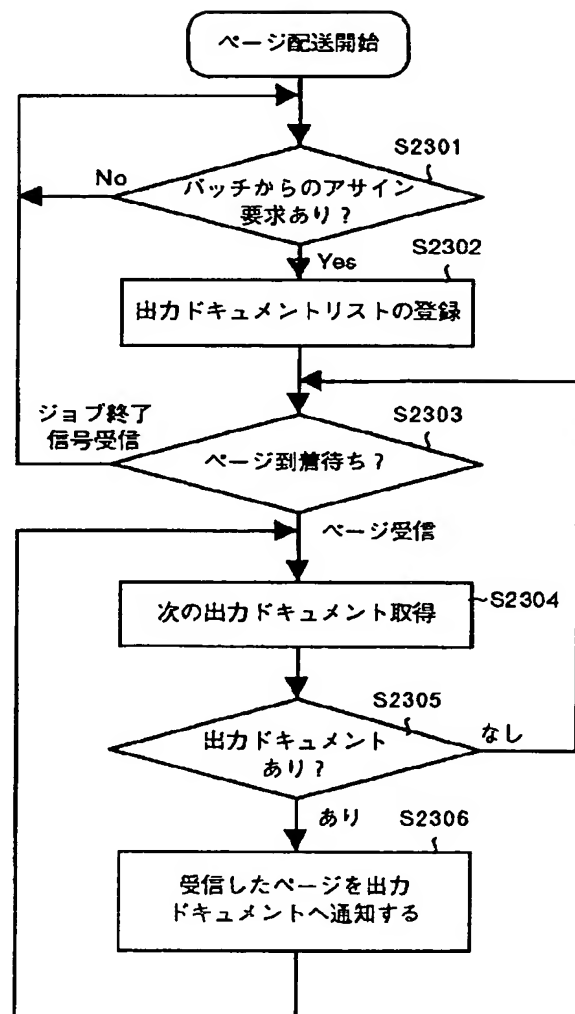 ページ配送開始
S2301
No
バッチからのアサイン
要求あり?
S2302
Yes
出力ドキュメントリストの登録
ジョブ終了
信号受信
S2303
ページ到着待ち?
ページ受信
次の出力ドキュメント取得
S2304
S2305
出力ドキュメント
あり?
なし
あり
S2306
受信したページを出力
ドキュメントへ通知する